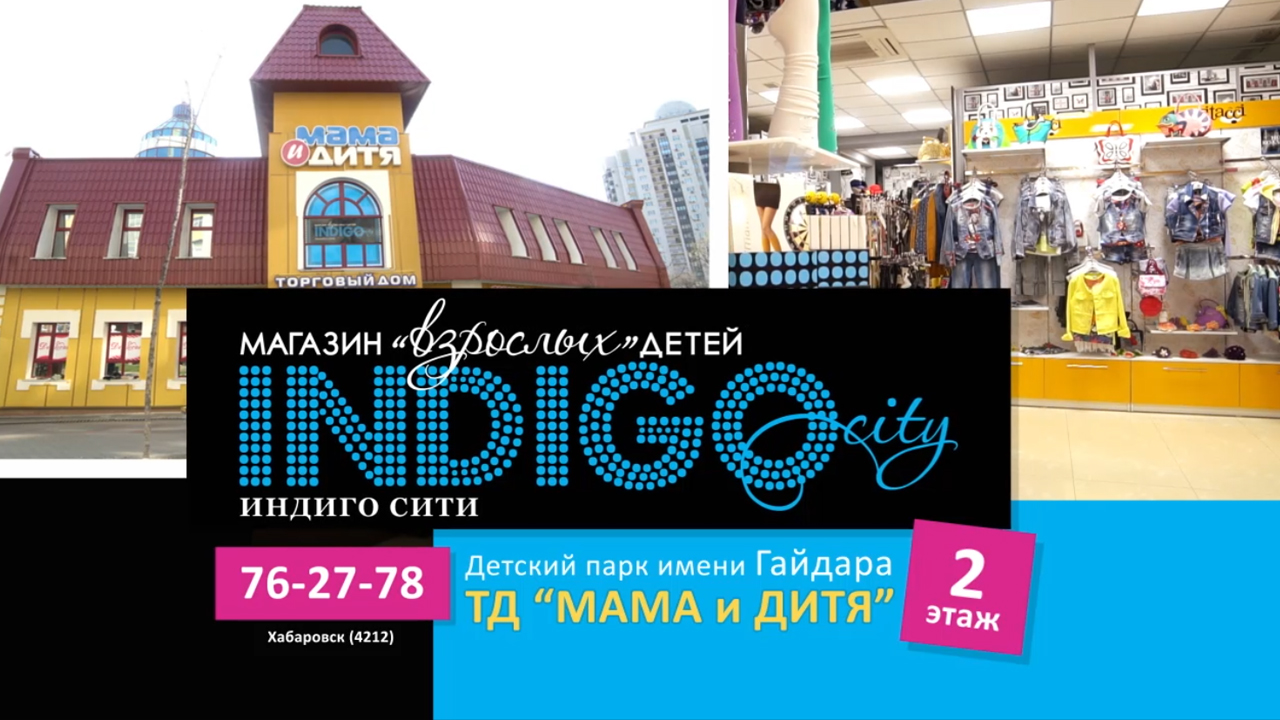 мама
и дитя
INDIGO
ТОРГОВЫЙ ДОМ
МАГАЗИН «взрослых» ДЕТЕЙ
INDIGO city
ИНДИГО СИТИ
76-27-78
Хабаровск (4212)
Детский парк имени Гайдара
ТД “МАМА и ДИТЯ”
2
этаж